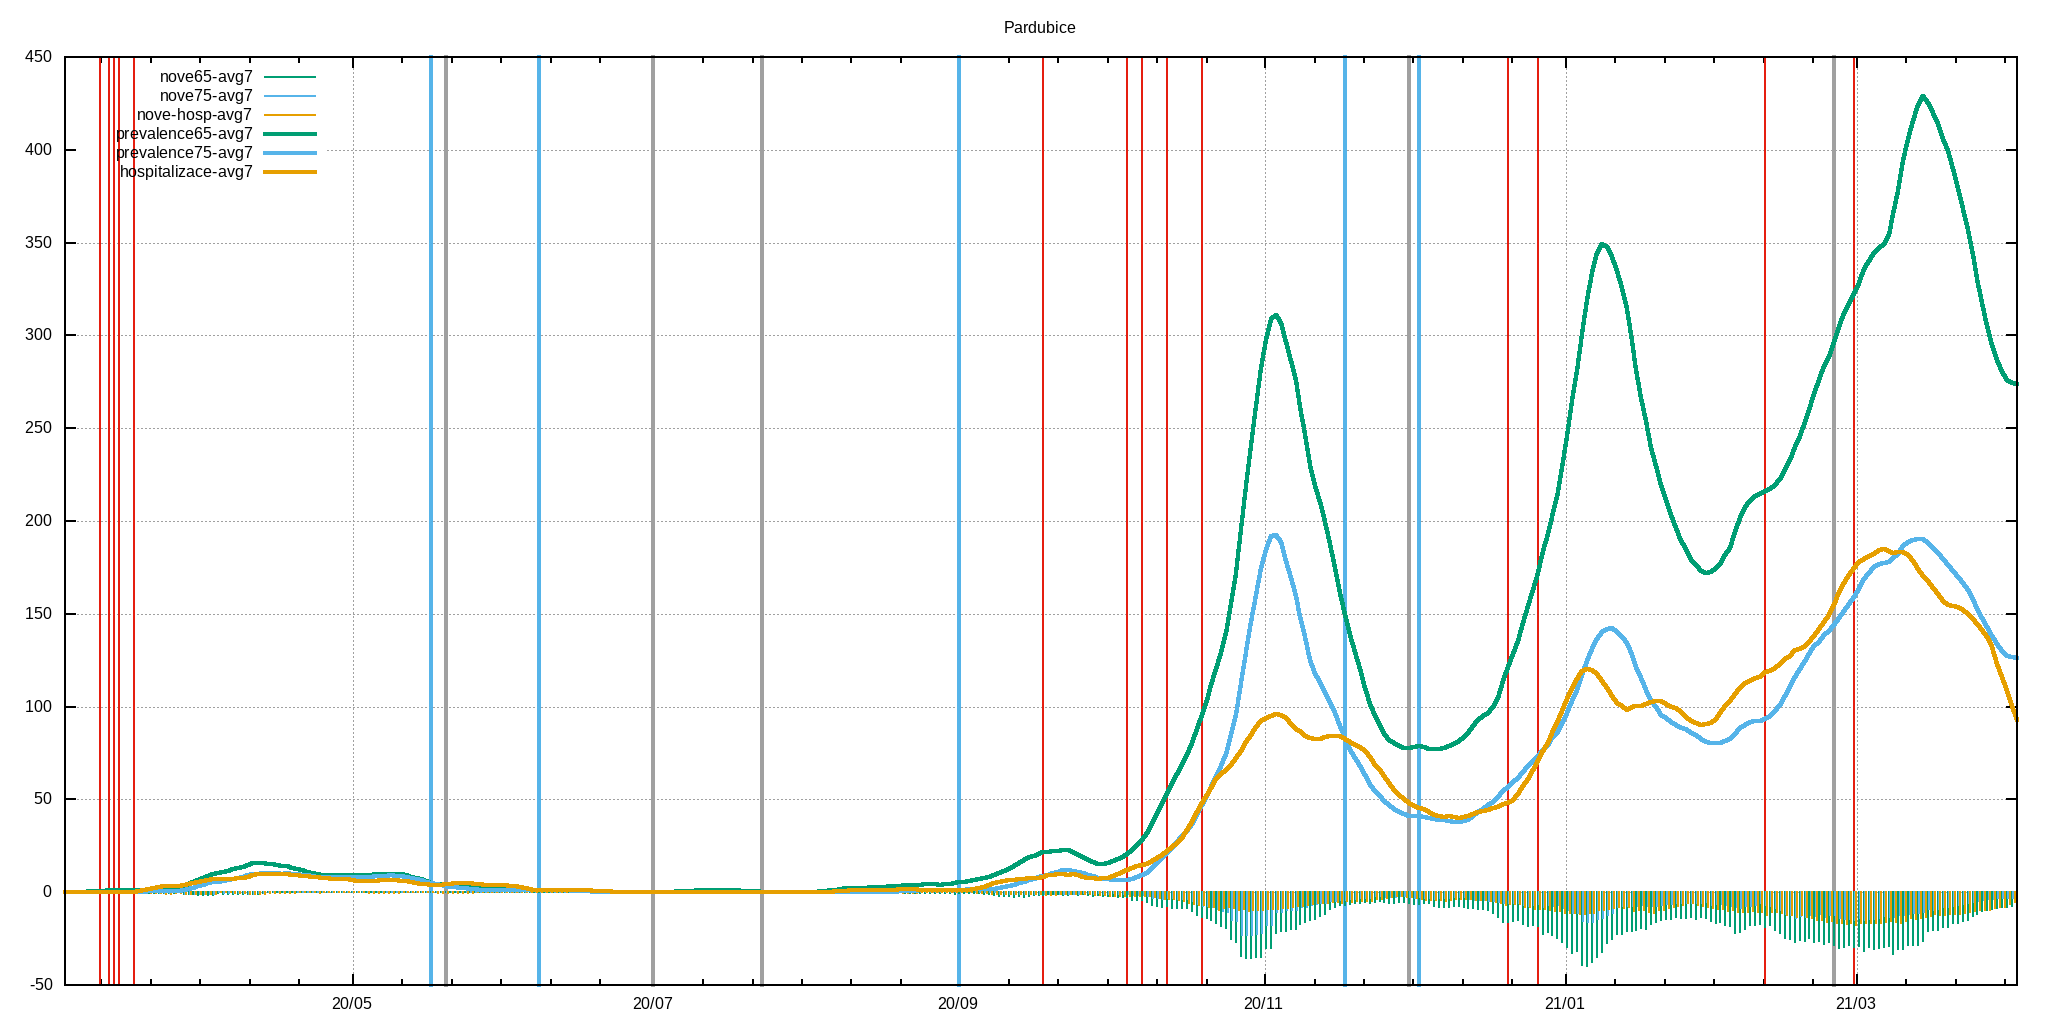 Pardubice
450
400
350
300
250
200
150
100
50
0
-50
nove65-avg7
nove75-avg7
nove-hosp-avg7
prevalence65-avg7
prevalence75-avg7
hospitalizace-avg7
20/05
20/07
20/09
20/11
21/01
21/03